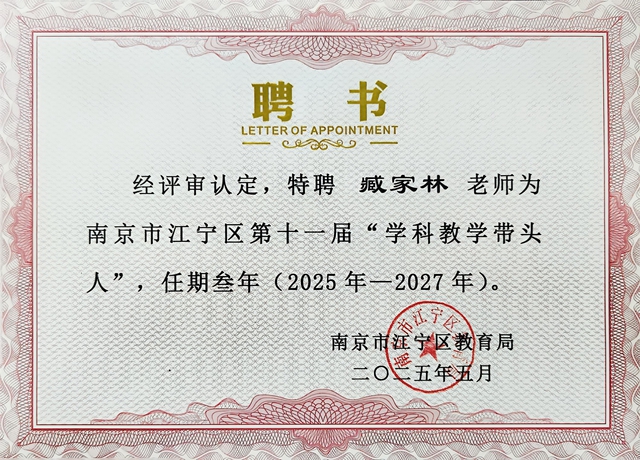 聘 书
LETTER OF APPOINTMENT
经评审认定，特聘 臧家林 老师为
南京市江宁区第十一届“学科教学带头
人”，任期叁年（2025年—2027年）。
南京市江宁区教育局
二〇二五年五月